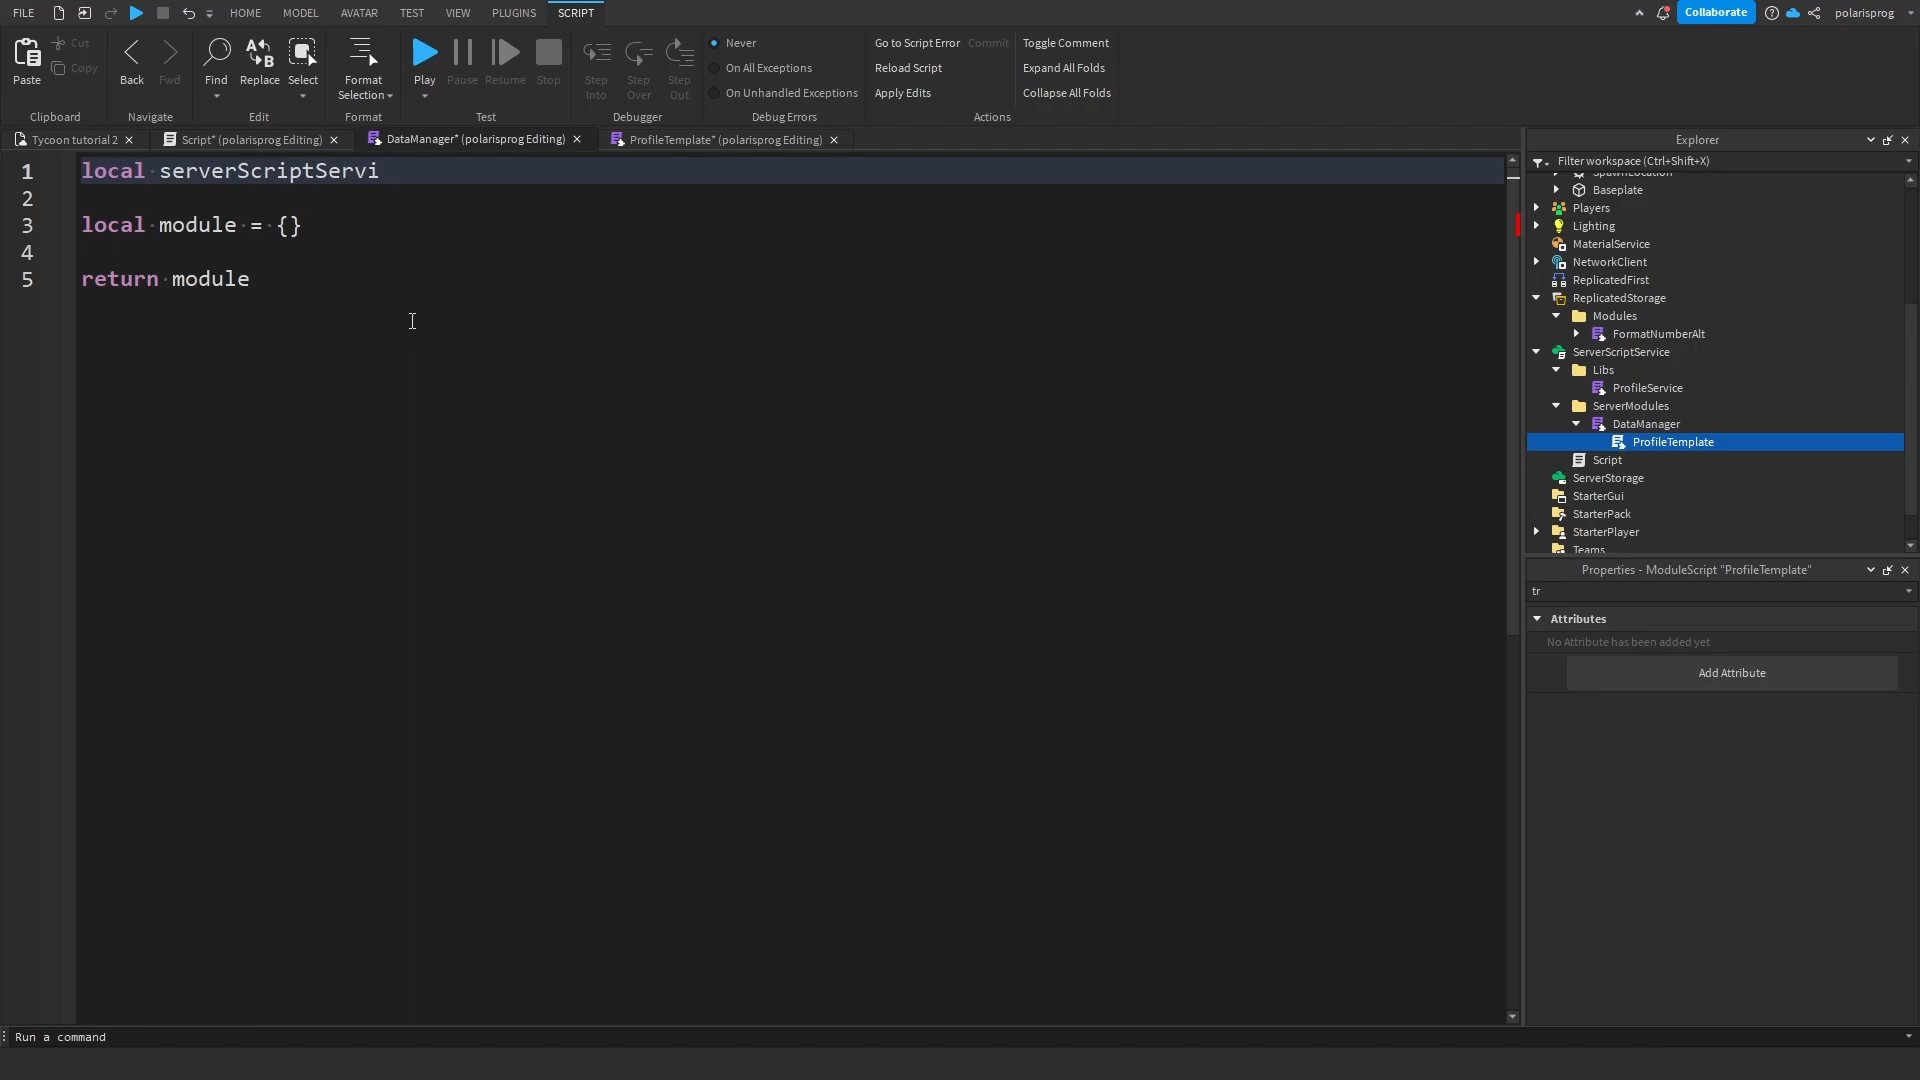 FILE HOME MODEL AVATAR TEST VIEW PLUGINS SCRIPT Collaborate polarisprog
Paste Cut Copy Back Fwd Find Replace Select Format Selection Play Pause Resume Stop Step Into Step Over Step Out
Never
On All Exceptions
On Unhandled Exceptions
Go to Script Error Commit
Reload Script
Apply Edits
Toggle Comment
Expand All Folds
Collapse All Folds
Clipboard Navigate Edit Format Test Debugger Debug Errors Actions
Tycoon tutorial 2 Script* (polarisprog Editing) DataManager* (polarisprog Editing) ProfileTemplate* (polarisprog Editing)
1 local serverScriptServi
2
3 local module = {}
4
5 return module
Explorer
Filter workspace (Ctrl+Shift+X)
SpawnLocation
Baseplate
Players
Lighting
MaterialService
NetworkClient
ReplicatedFirst
ReplicatedStorage
Modules
FormatNumberAlt
ServerScriptService
Libs
ProfileService
ServerModules
DataManager
ProfileTemplate
Script
ServerStorage
StarterGui
StarterPack
StarterPlayer
Teams
Properties - ModuleScript "ProfileTemplate"
tr
Attributes
No Attribute has been added yet
Add Attribute
Run a command